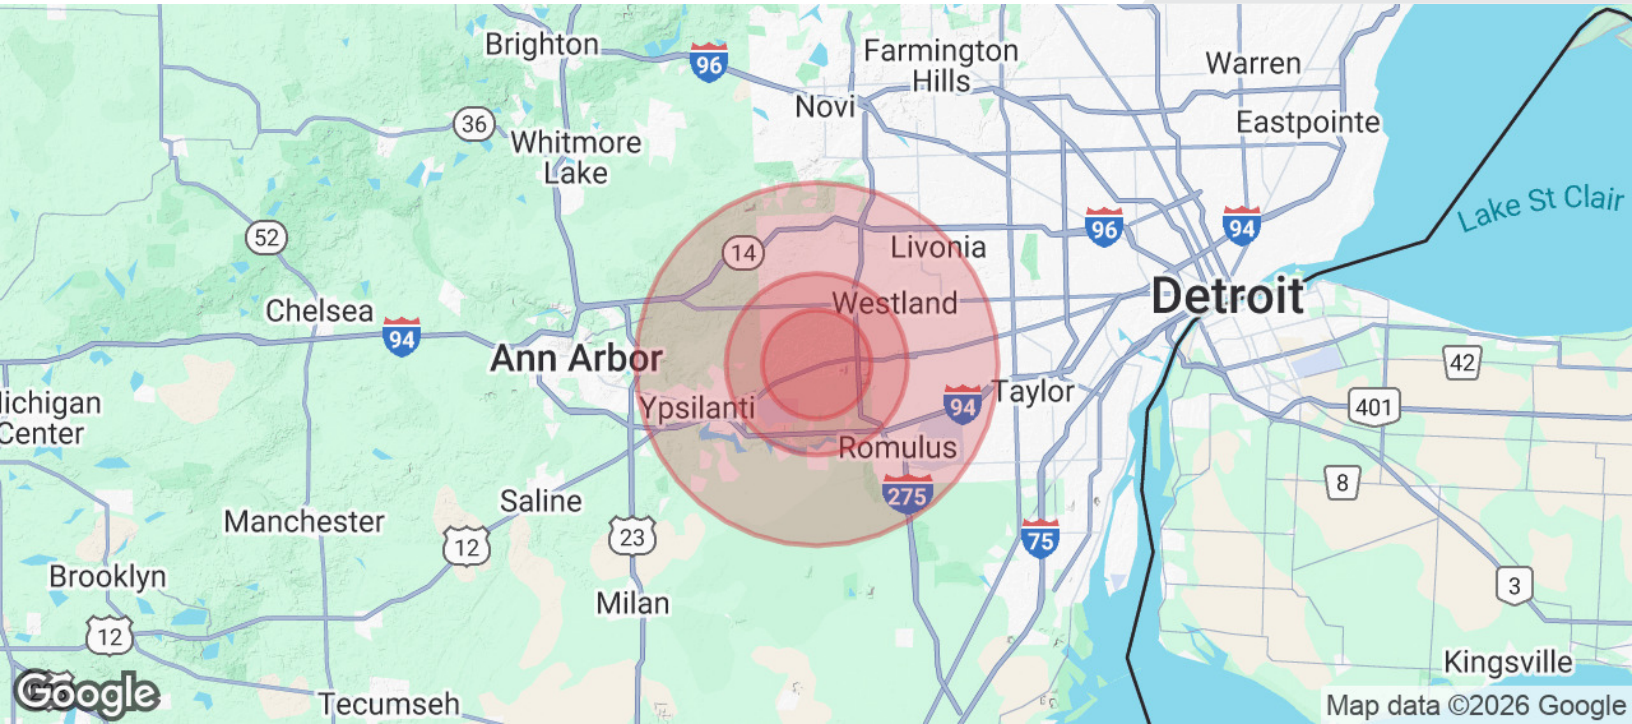 Brighton
96
Farmington
Hills
Warren
Novi
Eastpointe
36
Whitmore
Lake
Lake St Clair
52
14
Livonia
96
94
Chelsea
94
Westland
Detroit
Ann Arbor
42
Ypsilanti
94
Taylor
401
lichigan
Center
Romulus
8
275
Saline
Manchester
12
23
75
Brooklyn
Milan
3
12
Kingsville
Google
Tecumseh
Map data ©2026 Google